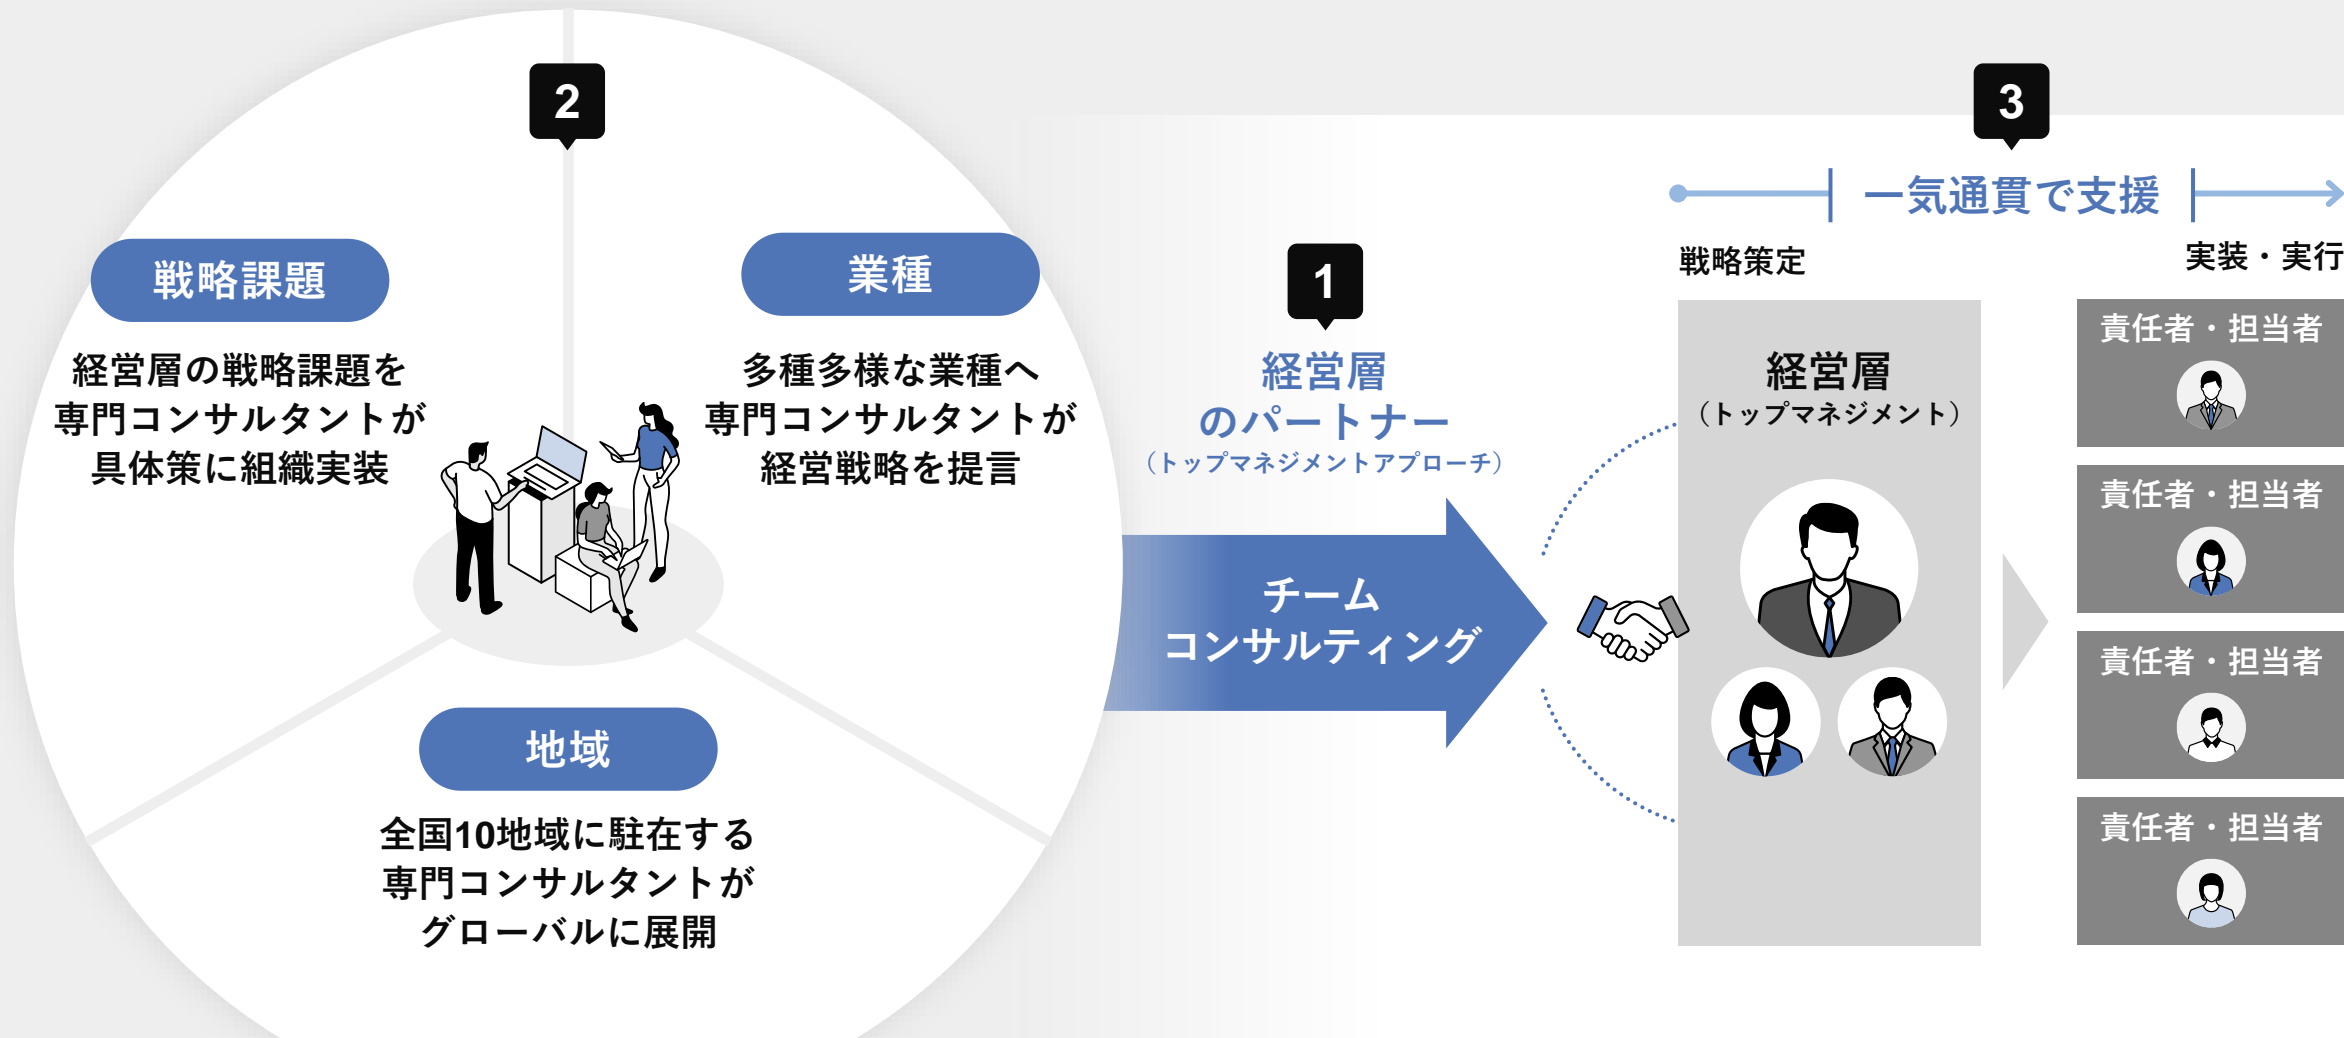 2
戦略課題
経営層の戦略課題を
専門コンサルタントが
具体策に組織実装
業種
多種多様な業種へ
専門コンサルタントが
経営戦略を提言
地域
全国10地域に駐在する
専門コンサルタントが
グローバルに展開
1
経営層
のパートナー
（トップマネジメントアプローチ）
チーム
コンサルティング
3
一気通貫で支援
戦略策定
実装・実行
経営層
（トップマネジメント）
責任者・担当者
責任者・担当者
責任者・担当者
責任者・担当者